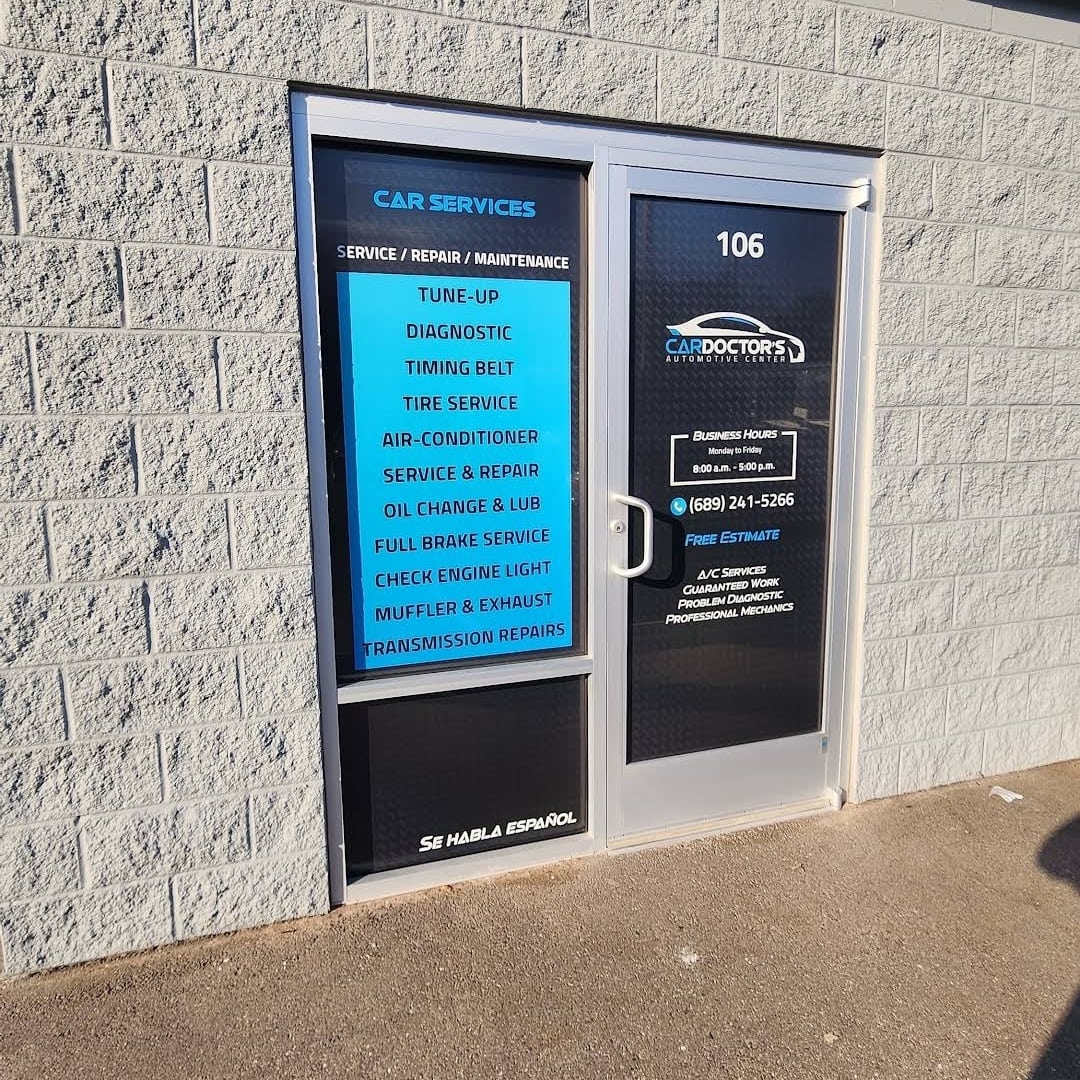 CAR SERVICES
SERVICE / REPAIR / MAINTENANCE
TUNE-UP
DIAGNOSTIC
TIMING BELT
TIRE SERVICE
AIR-CONDITIONER
SERVICE & REPAIR
OIL CHANGE & LUB
FULL BRAKE SERVICE
CHECK ENGINE LIGHT
MUFFLER & EXHAUST
TRANSMISSION REPAIRS
SE HABLA ESPAÑOL
106
CARDOCTOR'S
AUTOMOTIVE CENTER
BUSINESS HOURS
Monday to Friday
8:00 a.m. - 5:00 p.m.
(689) 241-5266
FREE ESTIMATE
A/C SERVICES
GUARANTEED WORK
PROBLEM DIAGNOSTIC
PROFESSIONAL MECHANICS